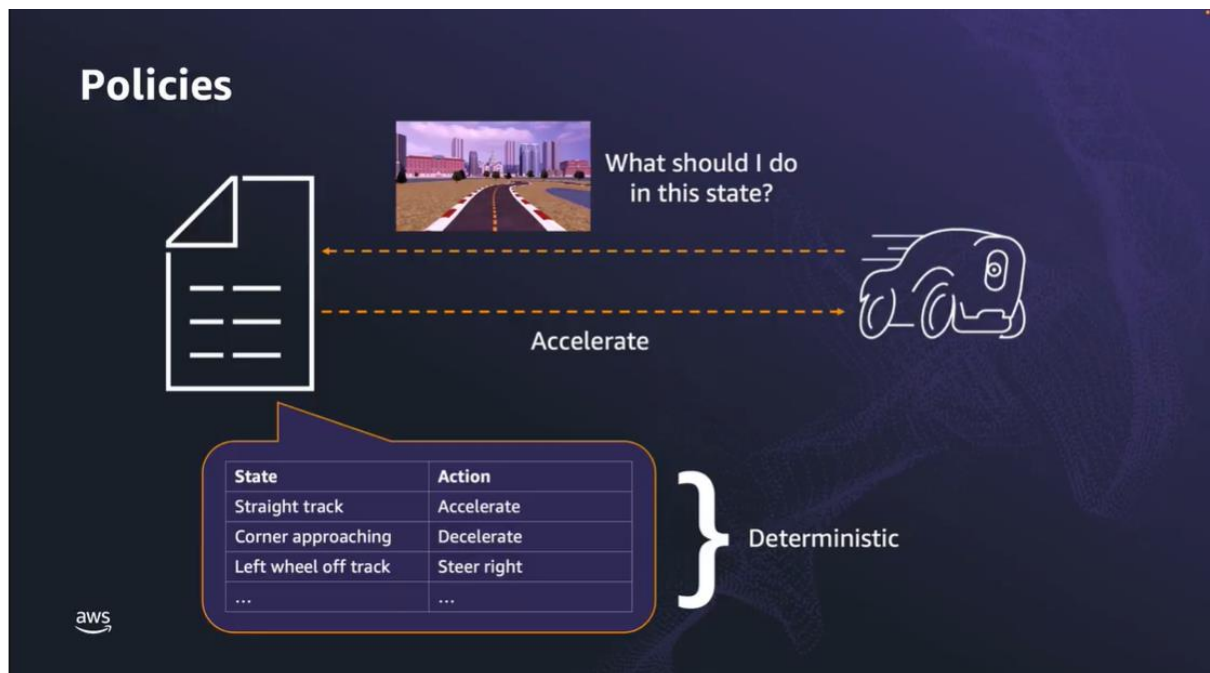 Policies
What should I do
in this state?
Accelerate
State Action
Straight track Accelerate
Corner approaching Decelerate
Left wheel off track Steer right
... ...
Deterministic
aws